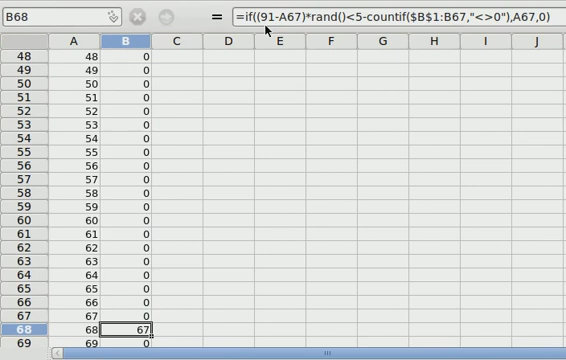 B68 = =if((91-A67)*rand()<5-countif($B$1:B67,"<>0"),A67,0)
A B C D E F G H I J
48 48 0
49 49 0
50 50 0
51 51 0
52 52 0
53 53 0
54 54 0
55 55 0
56 56 0
57 57 0
58 58 0
59 59 0
60 60 0
61 61 0
62 62 0
63 63 0
64 64 0
65 65 0
66 66 0
67 67 0
68 68 67
69 69 0